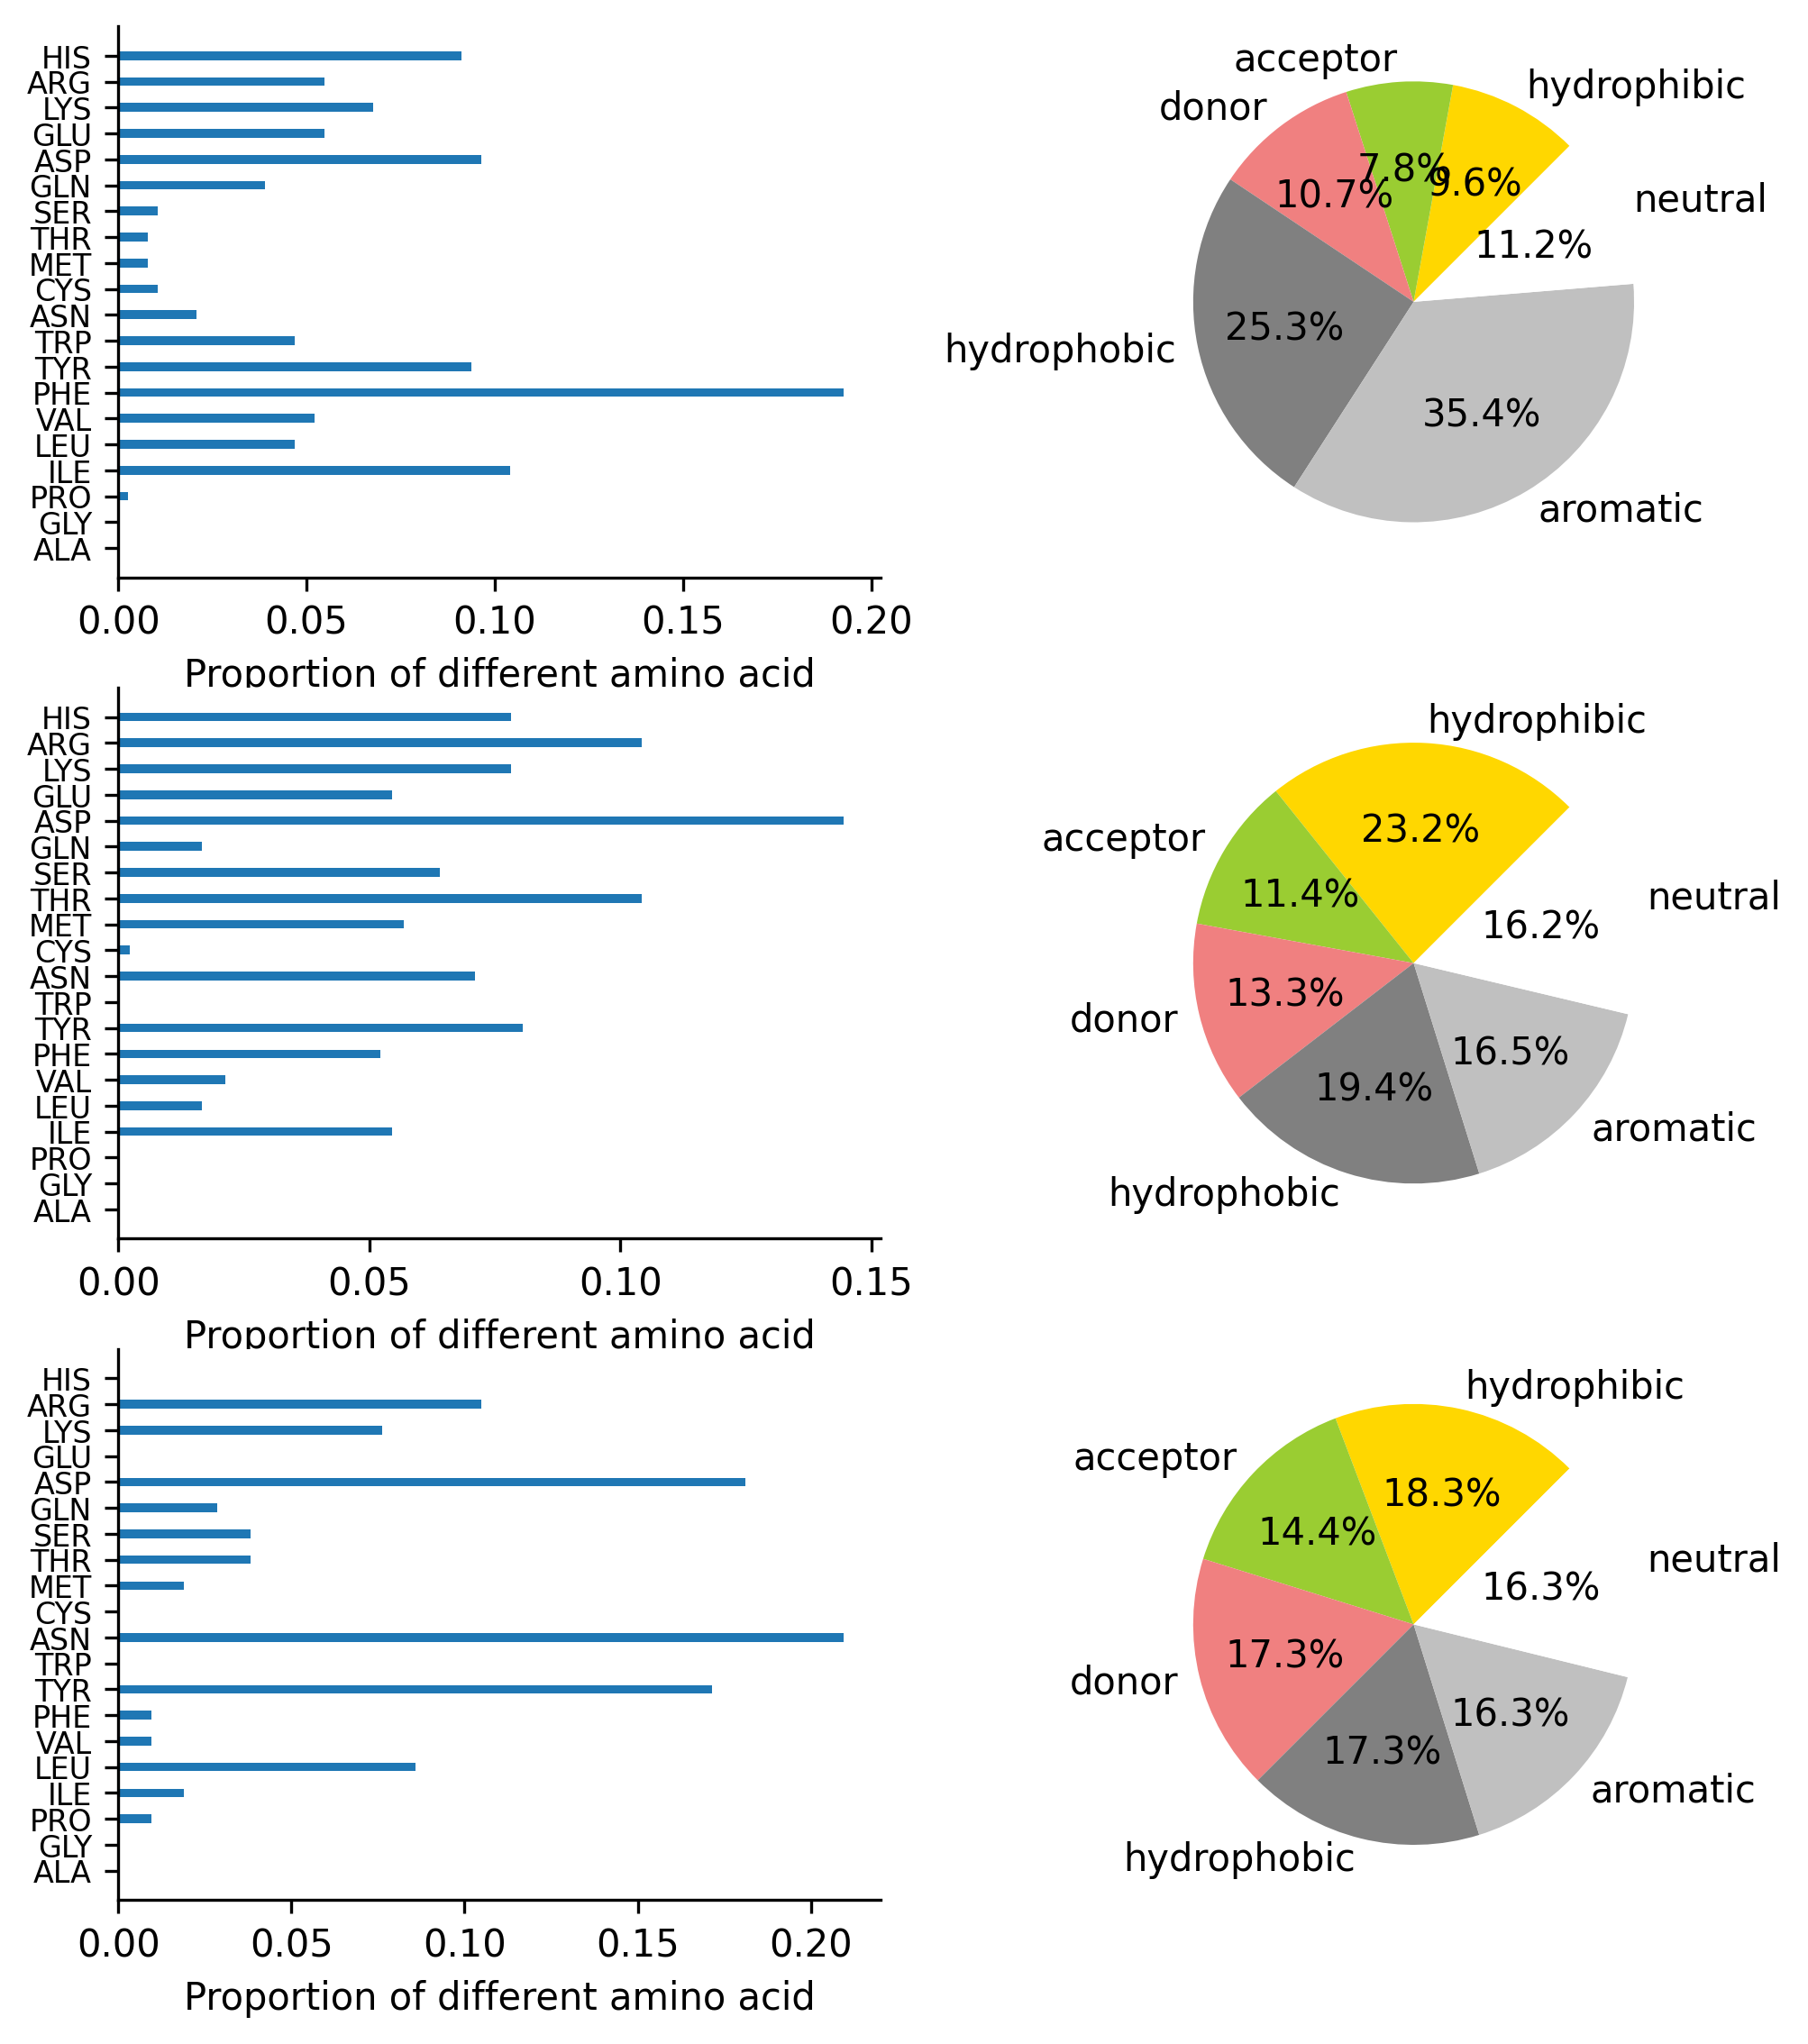 HIS
ARG
LYS
GLU
ASP
GLN
SER
THR
MET
CYS
ASN
TRP
TYR
PHE
VAL
LEU
ILE
PRO
GLY
ALA
0.00 0.05 0.10 0.15 0.20
Proportion of different amino acid
acceptor
hydrophibic
donor
neutral
7.8%
9.6%
10.7%
11.2%
25.3%
hydrophobic
35.4%
aromatic
HIS
ARG
LYS
GLU
ASP
GLN
SER
THR
MET
CYS
ASN
TRP
TYR
PHE
VAL
LEU
ILE
PRO
GLY
ALA
0.00 0.05 0.10 0.15
Proportion of different amino acid
hydrophibic
23.2%
acceptor
11.4%
neutral
16.2%
13.3%
donor
16.5%
19.4%
aromatic
hydrophobic
HIS
ARG
LYS
GLU
ASP
GLN
SER
THR
MET
CYS
ASN
TRP
TYR
PHE
VAL
LEU
ILE
PRO
GLY
ALA
0.00 0.05 0.10 0.15 0.20
Proportion of different amino acid
hydrophibic
acceptor
18.3%
14.4%
neutral
16.3%
17.3%
donor
16.3%
17.3%
aromatic
hydrophobic